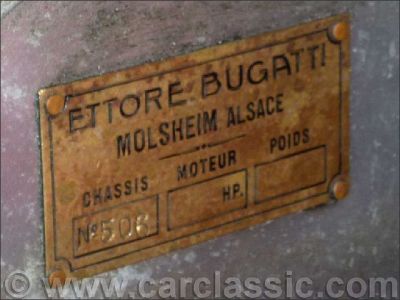 ETTORE BUGATTI
MOLSHEIM ALSACE
CHASSIS MOTEUR POIDS
Nº506 HP.
© www.carclassic.com ©